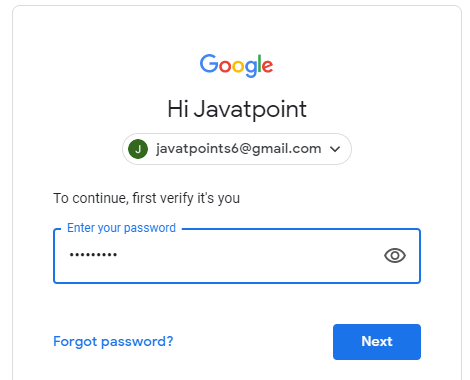 Google
Hi Javatpoint
J javatpoints6@gmail.com
To continue, first verify it's you
Enter your password
•••••••••
Forgot password? Next